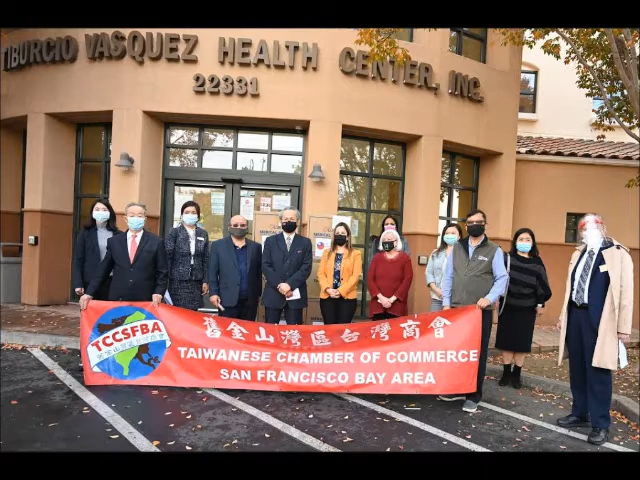 TIBURCIO VASQUEZ HEALTH CENTER, INC.
22331
MEDICAL
TCCSFBA
舊金山灣區台灣商會
TAIWANESE CHAMBER OF COMMERCE
SAN FRANCISCO BAY AREA